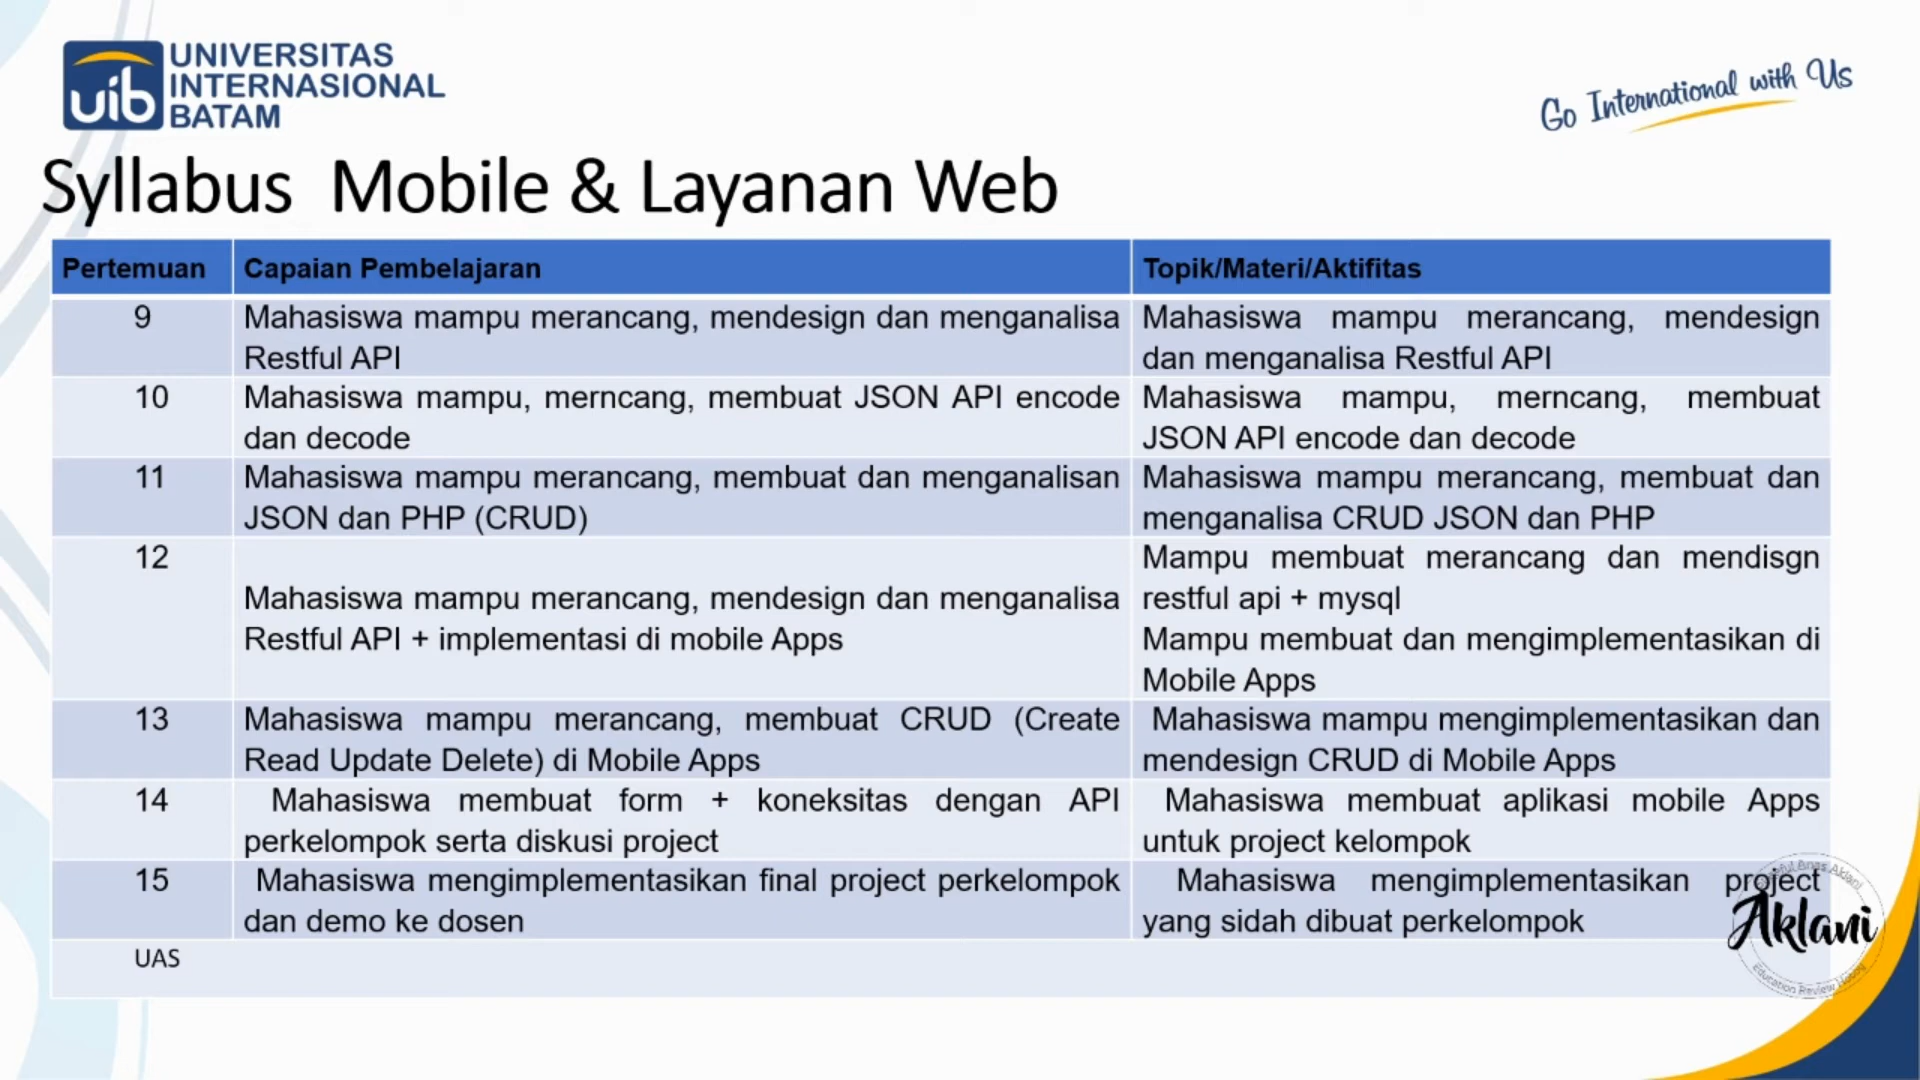 UNIVERSITAS
INTERNASIONAL
BATAM
uib
Go International with Us
Syllabus Mobile & Layanan Web
Pertemuan Capaian Pembelajaran Topik/Materi/Aktifitas
9
Mahasiswa mampu merancang, mendesign dan menganalisa
Restful API
Mahasiswa mampu merancang, mendesign
dan menganalisa Restful API
10
Mahasiswa mampu, merncang, membuat JSON API encode
dan decode
Mahasiswa mampu, merncang, membuat
JSON API encode dan decode
11
Mahasiswa mampu merancang, membuat dan menganalisan
JSON dan PHP (CRUD)
Mahasiswa mampu merancang, membuat dan
menganalisa CRUD JSON dan PHP
12
Mahasiswa mampu merancang, mendesign dan menganalisa
Restful API + implementasi di mobile Apps
Mampu membuat merancang dan mendisgn
restful api + mysql
Mampu membuat dan mengimplementasikan di
Mobile Apps
13
Mahasiswa mampu merancang, membuat CRUD (Create
Read Update Delete) di Mobile Apps
Mahasiswa mampu mengimplementasikan dan
mendesign CRUD di Mobile Apps
14
Mahasiswa membuat form + koneksitas dengan API
perkelompok serta diskusi project
Mahasiswa membuat aplikasi mobile Apps
untuk project kelompok
15
Mahasiswa mengimplementasikan final project perkelompok
dan demo ke dosen
Mahasiswa mengimplementasikan project
yang sidah dibuat perkelompok
UAS
Anas Aklani
Aklani
Education Review